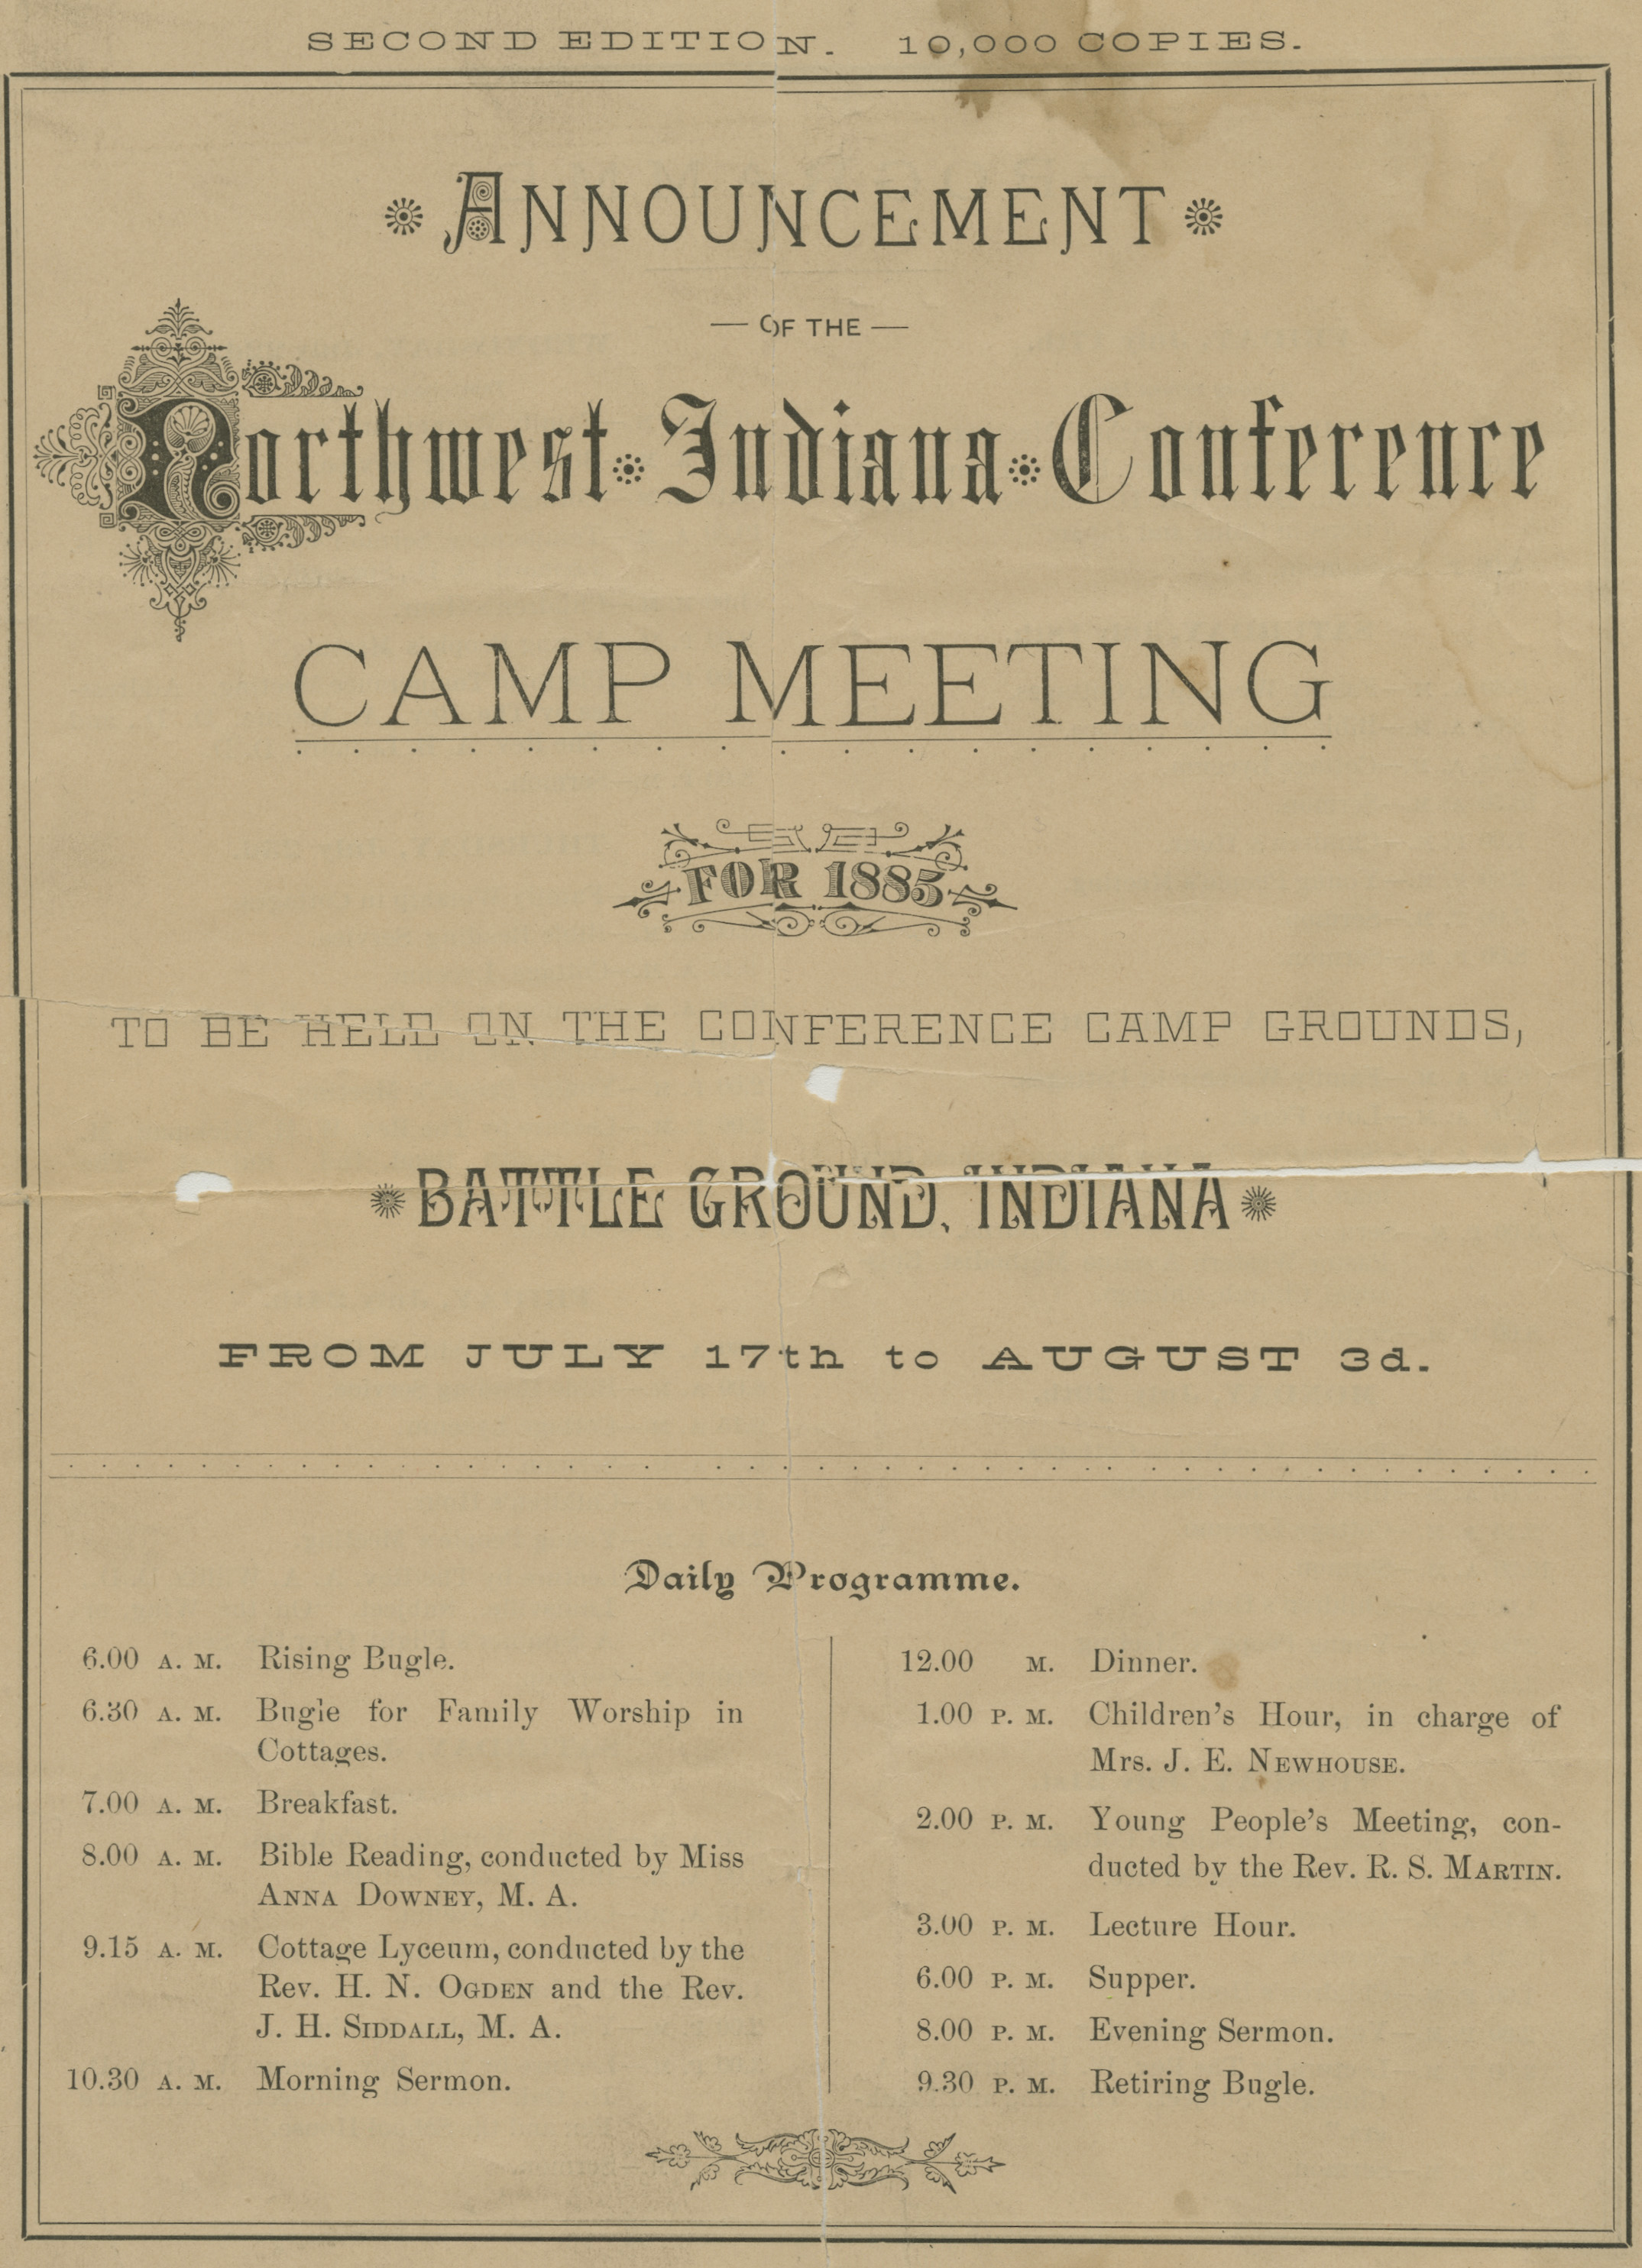 SECOND EDITION. 10,000 COPIES.
ANNOUNCEMENT
— OF THE —
Northwest Indiana Conference
CAMP MEETING
FOR 1885
TO BE HELD ON THE CONFERENCE CAMP GROUNDS,
BATTLE GROUND, INDIANA
FROM JULY 17th to AUGUST 3d.
Daily Programme.
6.00 A. M. Rising Bugle.
6.30 A. M. Bugle for Family Worship in
Cottages.
7.00 A. M. Breakfast.
8.00 A. M. Bible Reading, conducted by Miss
ANNA DOWNEY, M. A.
9.15 A. M. Cottage Lyceum, conducted by the
Rev. H. N. OGDEN and the Rev.
J. H. SIDDALL, M. A.
10.30 A. M. Morning Sermon.
12.00 M. Dinner.
1.00 P. M. Children's Hour, in charge of
Mrs. J. E. NEWHOUSE.
2.00 P. M. Young People's Meeting, con-
ducted by the Rev. R. S. MARTIN.
3.00 P. M. Lecture Hour.
6.00 P. M. Supper.
8.00 P. M. Evening Sermon.
9.30 P. M. Retiring Bugle.